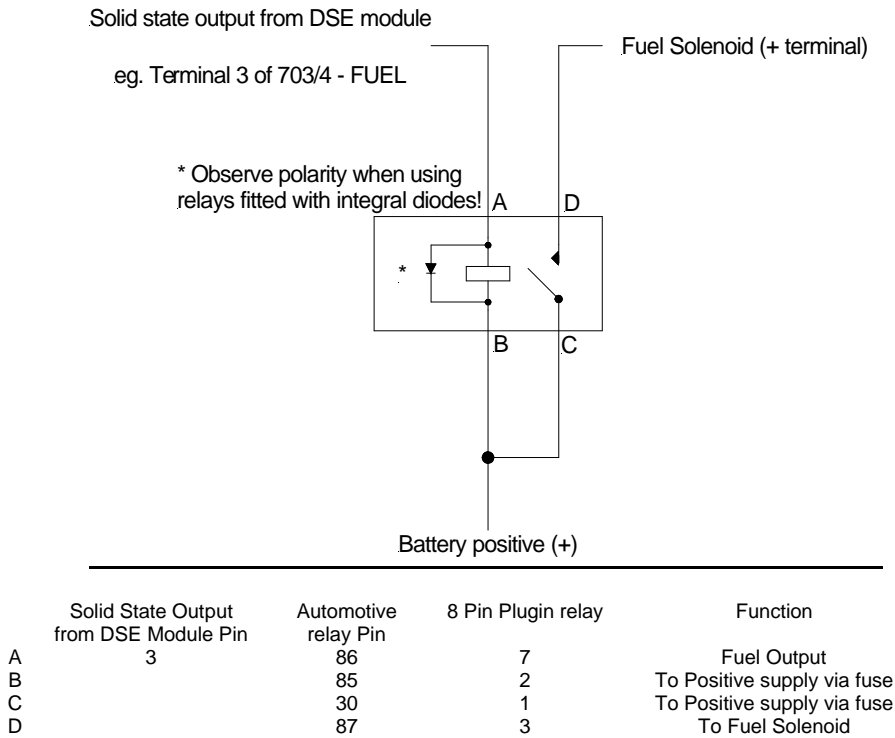 Solid state output from DSE module
Fuel Solenoid (+ terminal)
eg. Terminal 3 of 703/4 - FUEL
* Observe polarity when using
relays fitted with integral diodes!
A D
*
B C
Battery positive (+)
Solid State Output
from DSE Module Pin
Automotive
relay Pin
8 Pin Plugin relay
Function
A 3 86 7 Fuel Output
B 85 2 To Positive supply via fuse
C 30 1 To Positive supply via fuse
D 87 3 To Fuel Solenoid